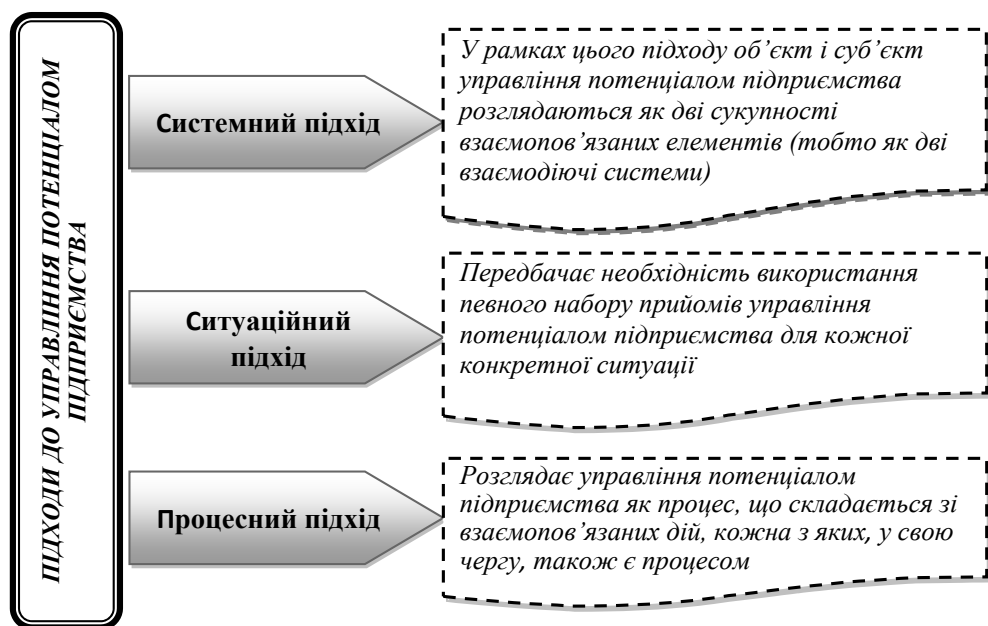 ПІДХОДИ ДО УПРАВЛІННЯ ПОТЕНЦІАЛОМ
ПІДПРИЄМСТВА
Системний підхід
У рамках цього підходу об’єкт і суб’єкт
управління потенціалом підприємства
розглядаються як дві сукупності
взаємопов’язаних елементів (тобто як дві
взаємодіючі системи)
Ситуаційний
підхід
Передбачає необхідність використання
певного набору прийомів управління
потенціалом підприємства для кожної
конкретної ситуації
Процесний підхід
Розглядає управління потенціалом
підприємства як процес, що складається зі
взаємопов’язаних дій, кожна з яких, у свою
чергу, також є процесом